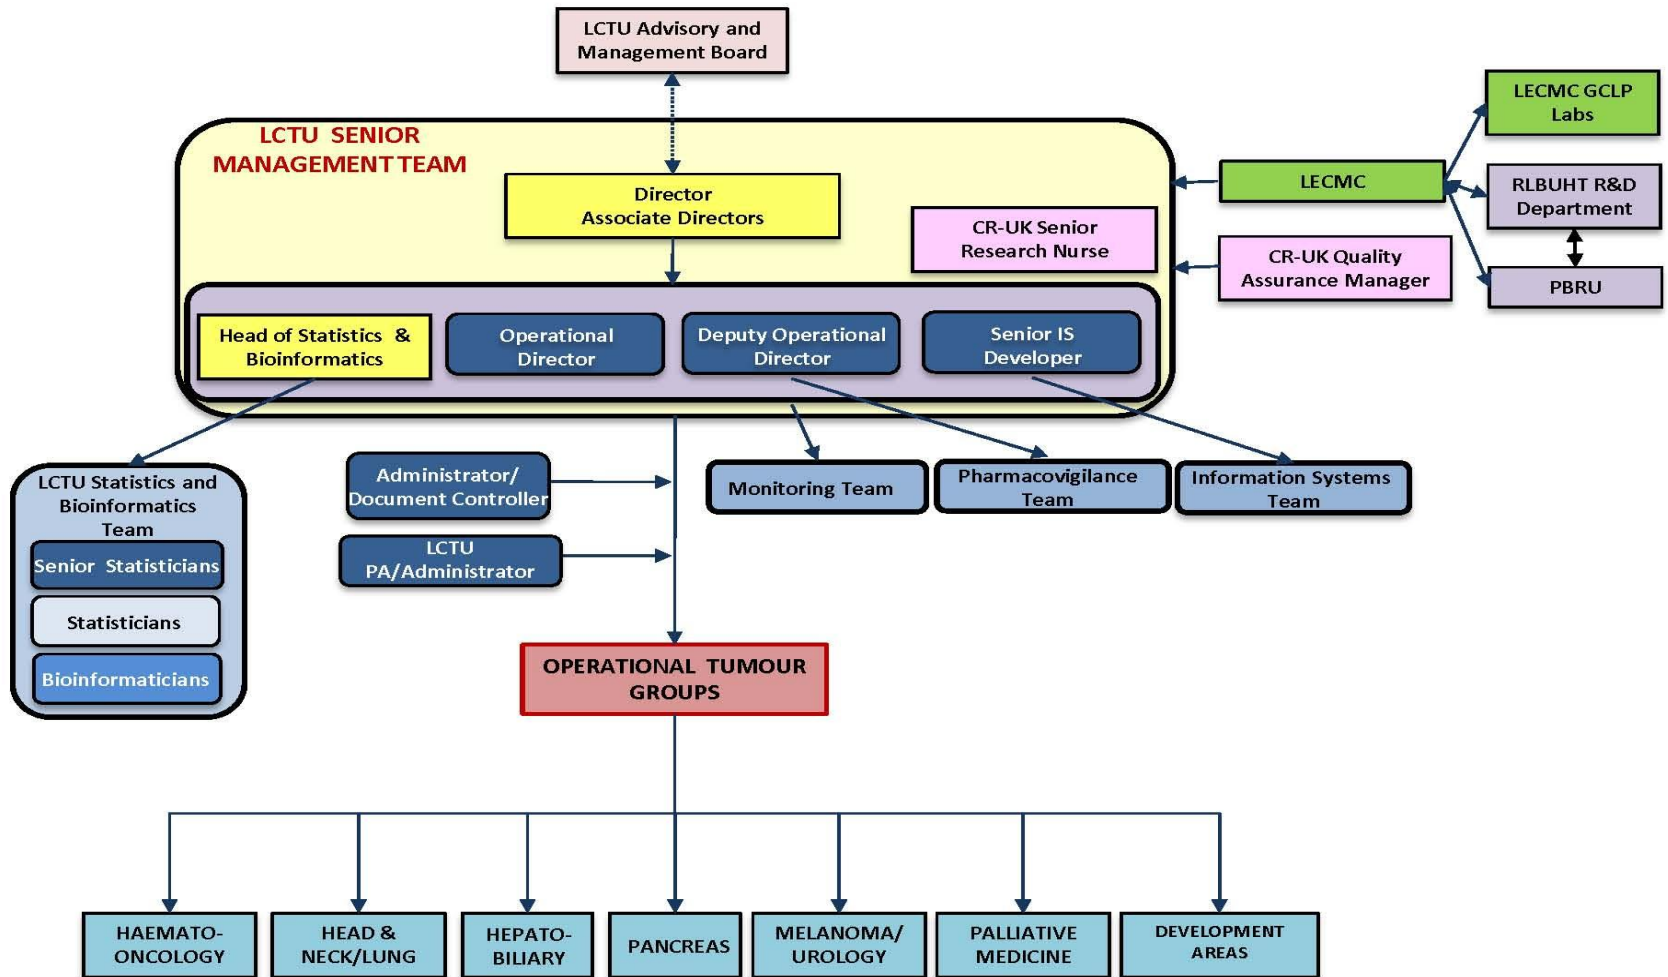 LCTU Advisory and
Management Board
LCTU SENIOR
MANAGEMENT TEAM
Director
Associate Directors
CR-UK Senior
Research Nurse
LECMC
CR-UK Quality
Assurance Manager
LECMC GCLP
Labs
RLBUHT R&D
Department
PBRU
Head of Statistics &
Bioinformatics
Operational
Director
Deputy Operational
Director
Senior IS
Developer
LCTU Statistics and
Bioinformatics
Team
Senior Statisticians
Statisticians
Bioinformaticians
Administrator/
Document Controller
LCTU
PA/Administrator
Monitoring Team
Pharmacovigilance
Team
Information Systems
Team
OPERATIONAL TUMOUR
GROUPS
HAEMATO-
ONCOLOGY
HEAD &
NECK/LUNG
HEPATO-
BILIARY
PANCREAS
MELANOMA/
UROLOGY
PALLIATIVE
MEDICINE
DEVELOPMENT
AREAS